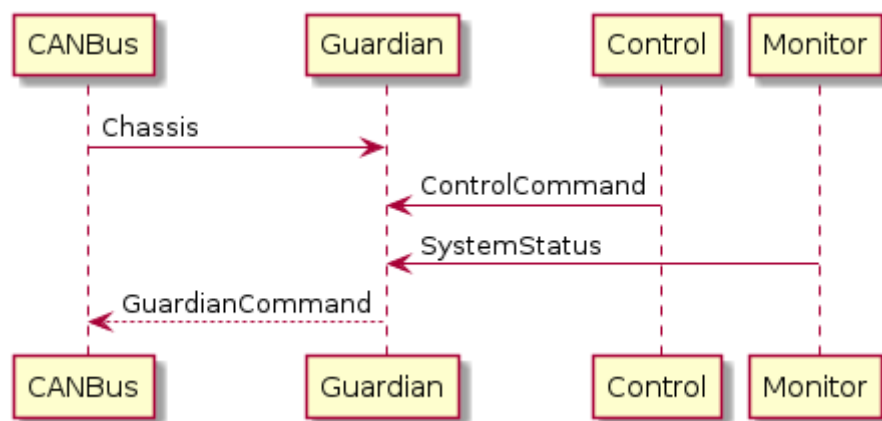 CANBus Guardian Control Monitor
Chassis
ControlCommand
SystemStatus
GuardianCommand
CANBus Guardian Control Monitor